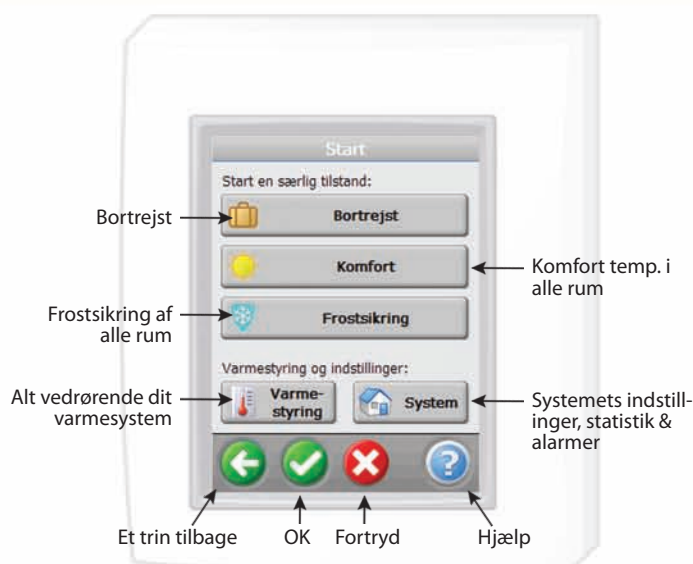 Start
Start en særlig tilstand:
Bortrejst
Bortrejst
Komfort
Komfort temp. i
alle rum
Frostsikring af
alle rum
Frostsikring
Varmestyring og indstillinger:
Alt vedrørende dit
varmesystem
Varme-
styring
System
Systemets indstill-
inger, statistik &
alarmer
Et trin tilbage
OK
Fortryd
Hjælp